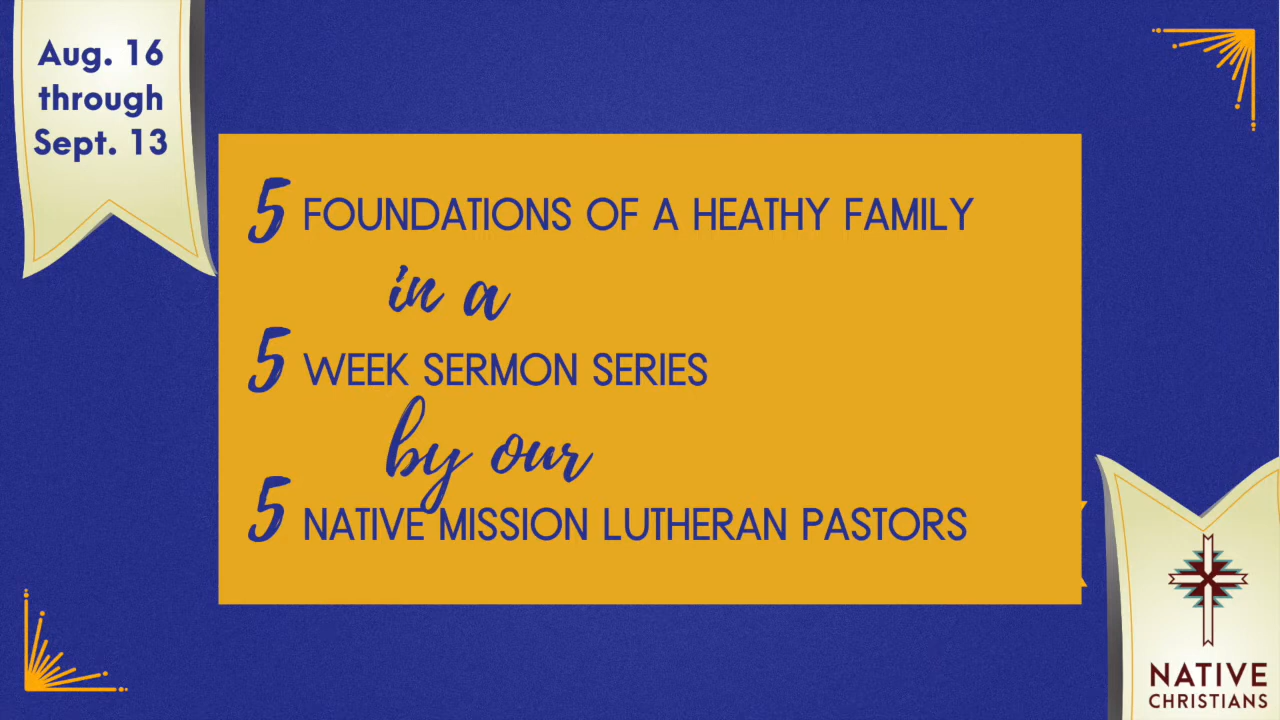 Aug. 16
through
Sept. 13
5 FOUNDATIONS OF A HEATHY FAMILY
in a
5 WEEK SERMON SERIES
by our
5 NATIVE MISSION LUTHERAN PASTORS
NATIVE
CHRISTIANS